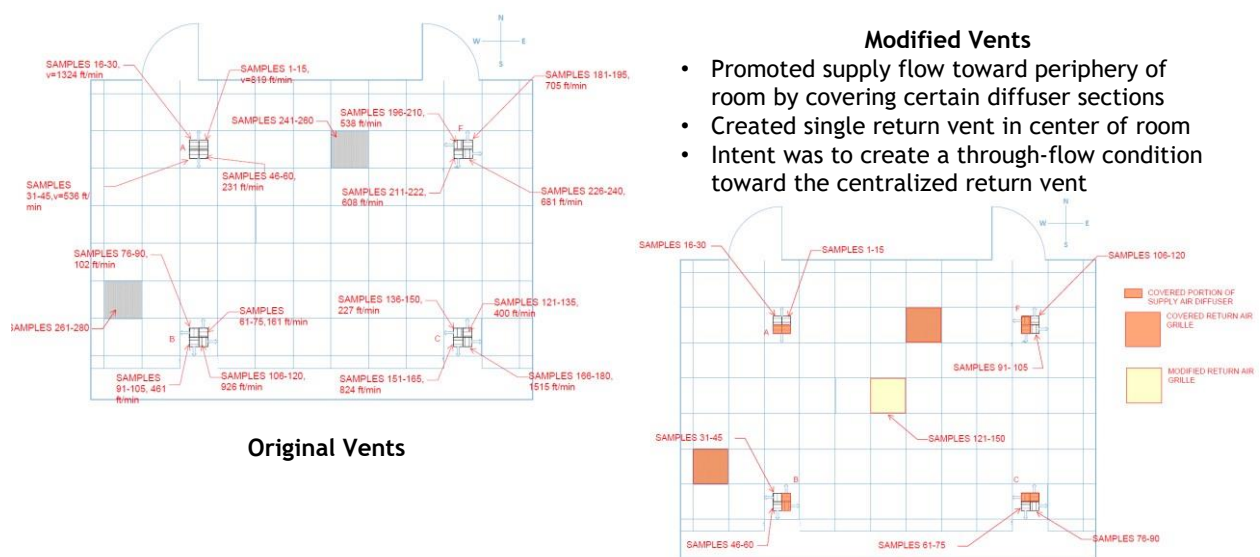 N
W E
S
SAMPLES 16-30,
v=1324 ft/min
SAMPLES 1-15,
v=819 ft/min
SAMPLES 181-195,
705 ft/min
SAMPLES 241-260
SAMPLES 196-210,
538 ft/min
F
A
SAMPLES
31-45,v=536 ft/
min
SAMPLES 46-60,
231 ft/min
SAMPLES 211-222,
608 ft/min
SAMPLES 226-240,
681 ft/min
SAMPLES 76-90,
102 ft/min
SAMPLES
61-75,161 ft/min
SAMPLES 136-150,
227 ft/min
SAMPLES 121-135,
400 ft/min
SAMPLES 261-280
B
C
SAMPLES
91-105, 461
ft/min
SAMPLES 106-120,
926 ft/min
SAMPLES 151-165,
824 ft/min
SAMPLES 166-180,
1515 ft/min
Original Vents
Modified Vents
• Promoted supply flow toward periphery of
room by covering certain diffuser sections
• Created single return vent in center of room
• Intent was to create a through-flow condition
toward the centralized return vent
N
W E
S
SAMPLES 16-30
SAMPLES 1-15
SAMPLES 106-120
A
F
SAMPLES 91- 105
SAMPLES 31-45
SAMPLES 121-150
B
C
SAMPLES 46-60
SAMPLES 61-75
SAMPLES 76-90
COVERED PORTION OF
SUPPLY AIR DIFFUSER
COVERED RETURN AIR
GRILLE
MODIFIED RETURN AIR
GRILLE